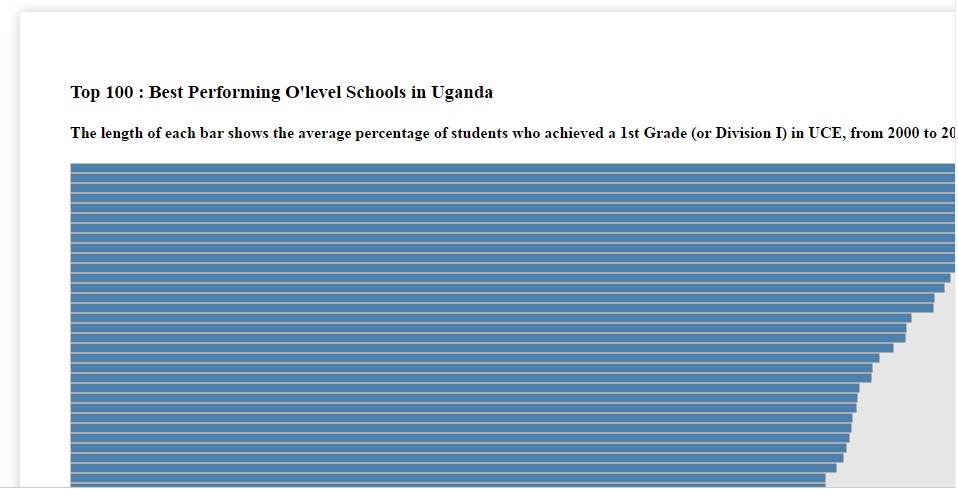 Top 100 : Best Performing O'level Schools in Uganda
The length of each bar shows the average percentage of students who achieved a 1st Grade (or Division I) in UCE, from 2000 to 20